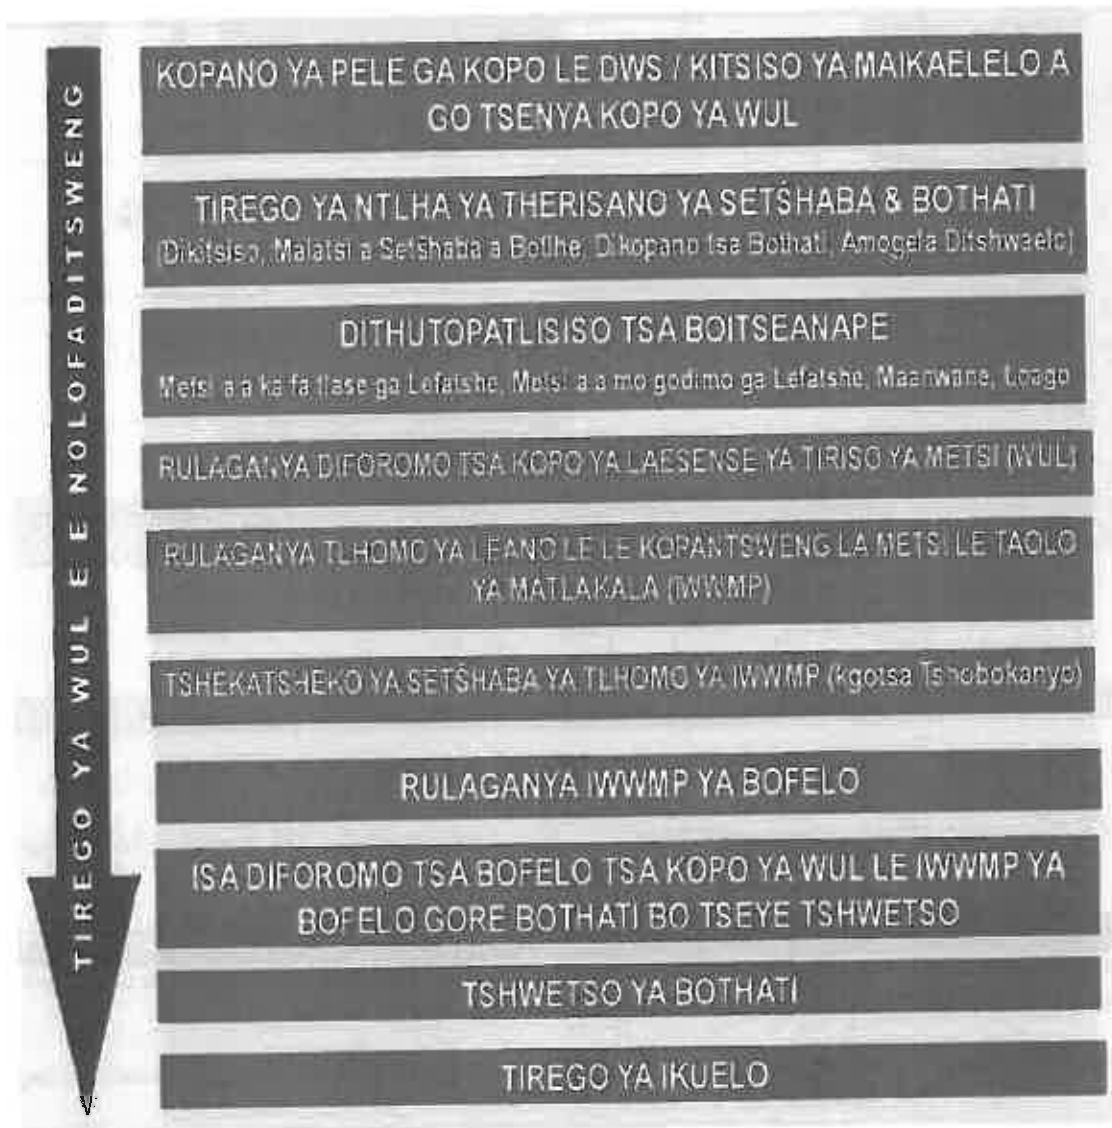 TIREGO YA WUL E E NOLOFADITSWENG
KOPANO YA PELE GA KOPO LE DWS / KITSISO YA MAIKAELELO A
GO TSENYA KOPO YA WUL
TIREGO YA NTLHA YA THERISANO YA SETŠHABA & BOTHATI
(Dikitsiso, Malatsi a Setšhaba a Botlhe, Dikopano tsa Bothati, Amogela Ditshwaelo)
DITHUTOPATLISISO TSA BOITSEANAPE
Metsi a a ka fa tlase ga Lefatshe, Metsi a a mo godimo ga Lefatshe, Maanwane, Loago
RULAGANYA DIFOROMO TSA KOPO YA LAESENSE YA TIRISO YA METSI (WUL)
RULAGANYA TLHOMO YA LEANO LE LE KOPANTSWENG LA METSI LE TAOLO
YA MATLAKALA (IWWMP)
TSHEKATSHEKO YA SETŠHABA YA TLHOMO YA IWWMP (kgotsa Tshobokanyo)
RULAGANYA IWWMP YA BOFELO
ISA DIFOROMO TSA BOFELO TSA KOPO YA WUL LE IWWMP YA
BOFELO GORE BOTHATI BO TSEYE TSHWETSO
TSHWETSO YA BOTHATI
TIREGO YA IKUELO